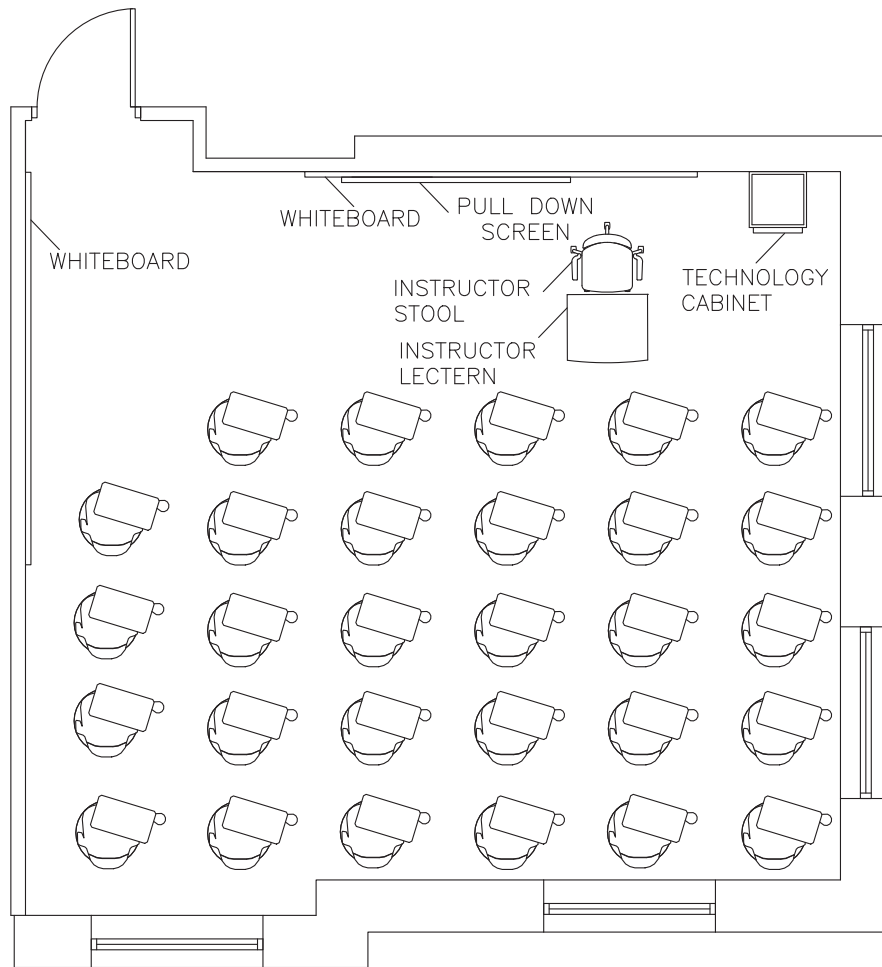 WHITEBOARD
PULL DOWN
SCREEN
WHITEBOARD
TECHNOLOGY
CABINET
INSTRUCTOR
STOOL
INSTRUCTOR
LECTERN